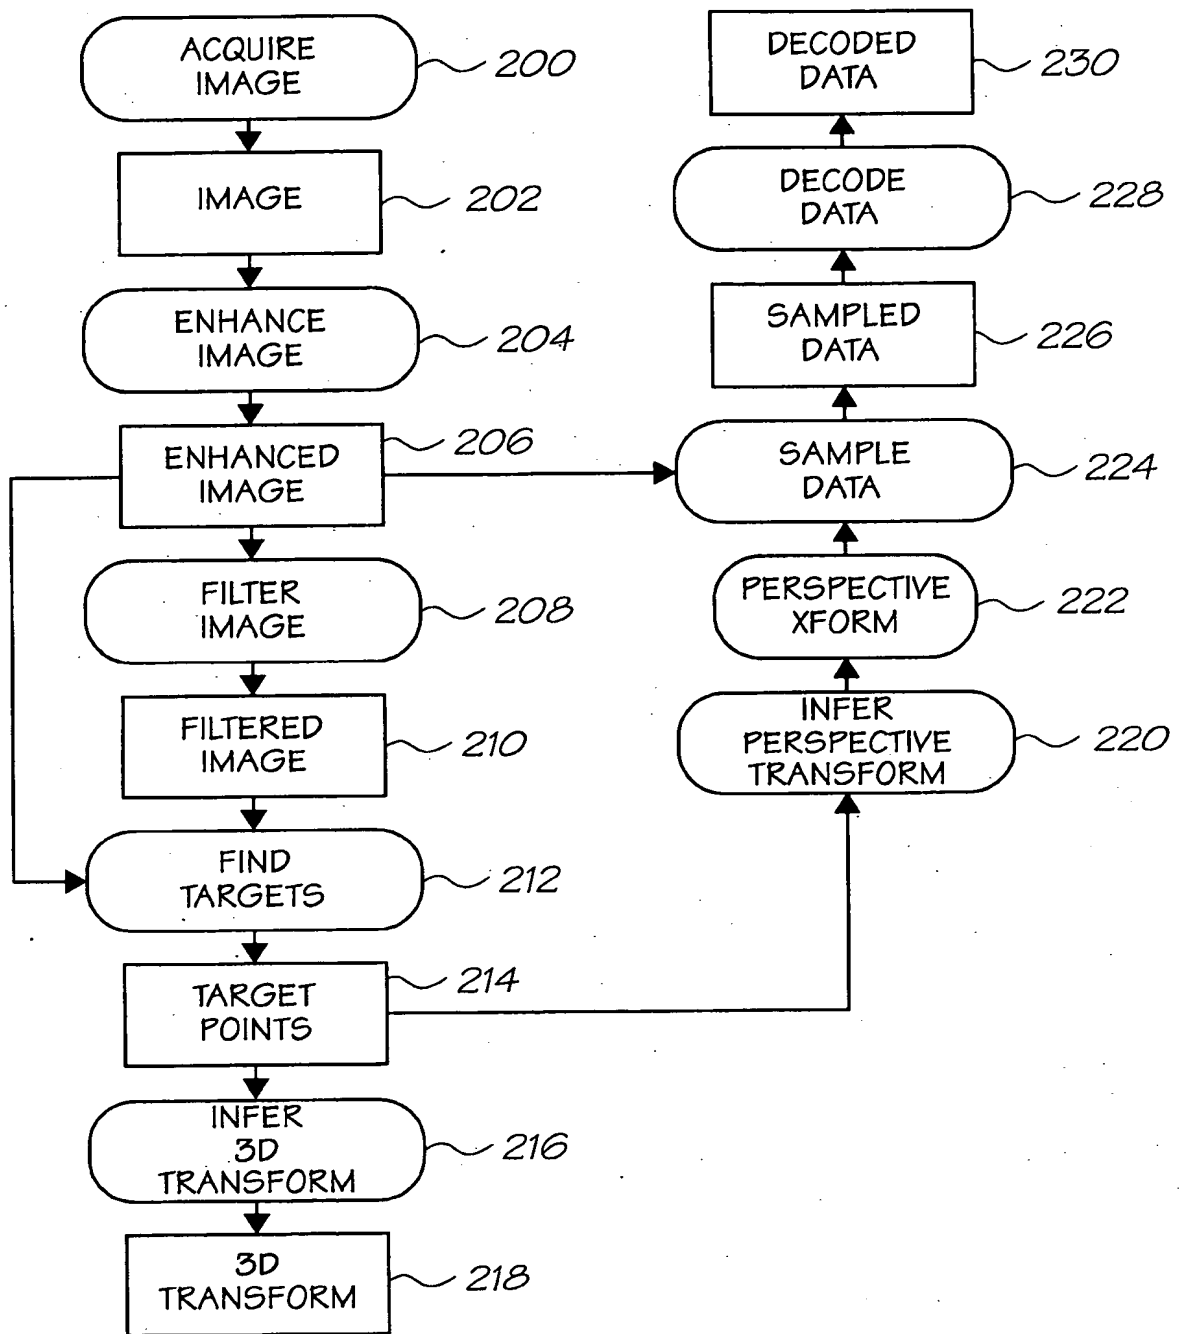 ACQUIRE
IMAGE
200
IMAGE
202
ENHANCE
IMAGE
204
ENHANCED
IMAGE
206
FILTER
IMAGE
208
FILTERED
IMAGE
210
FIND
TARGETS
212
TARGET
POINTS
214
INFER
3D
TRANSFORM
216
3D
TRANSFORM
218
DECODED
DATA
230
DECODE
DATA
228
SAMPLED
DATA
226
SAMPLE
DATA
224
PERSPECTIVE
XFORM
222
INFER
PERSPECTIVE
TRANSFORM
220